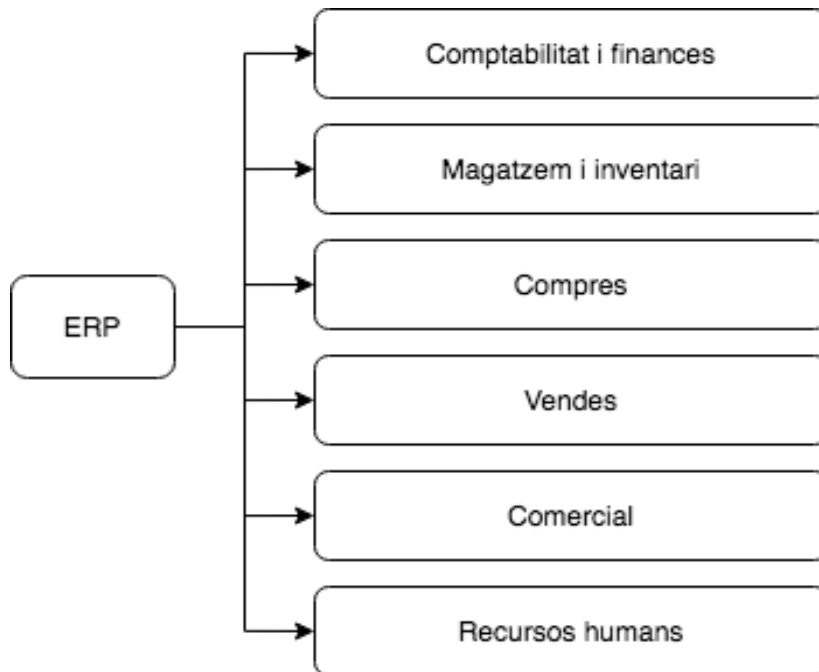 ERP
Comptabilitat i finances
Magatzem i inventari
Compres
Vendes
Comercial
Recursos humans